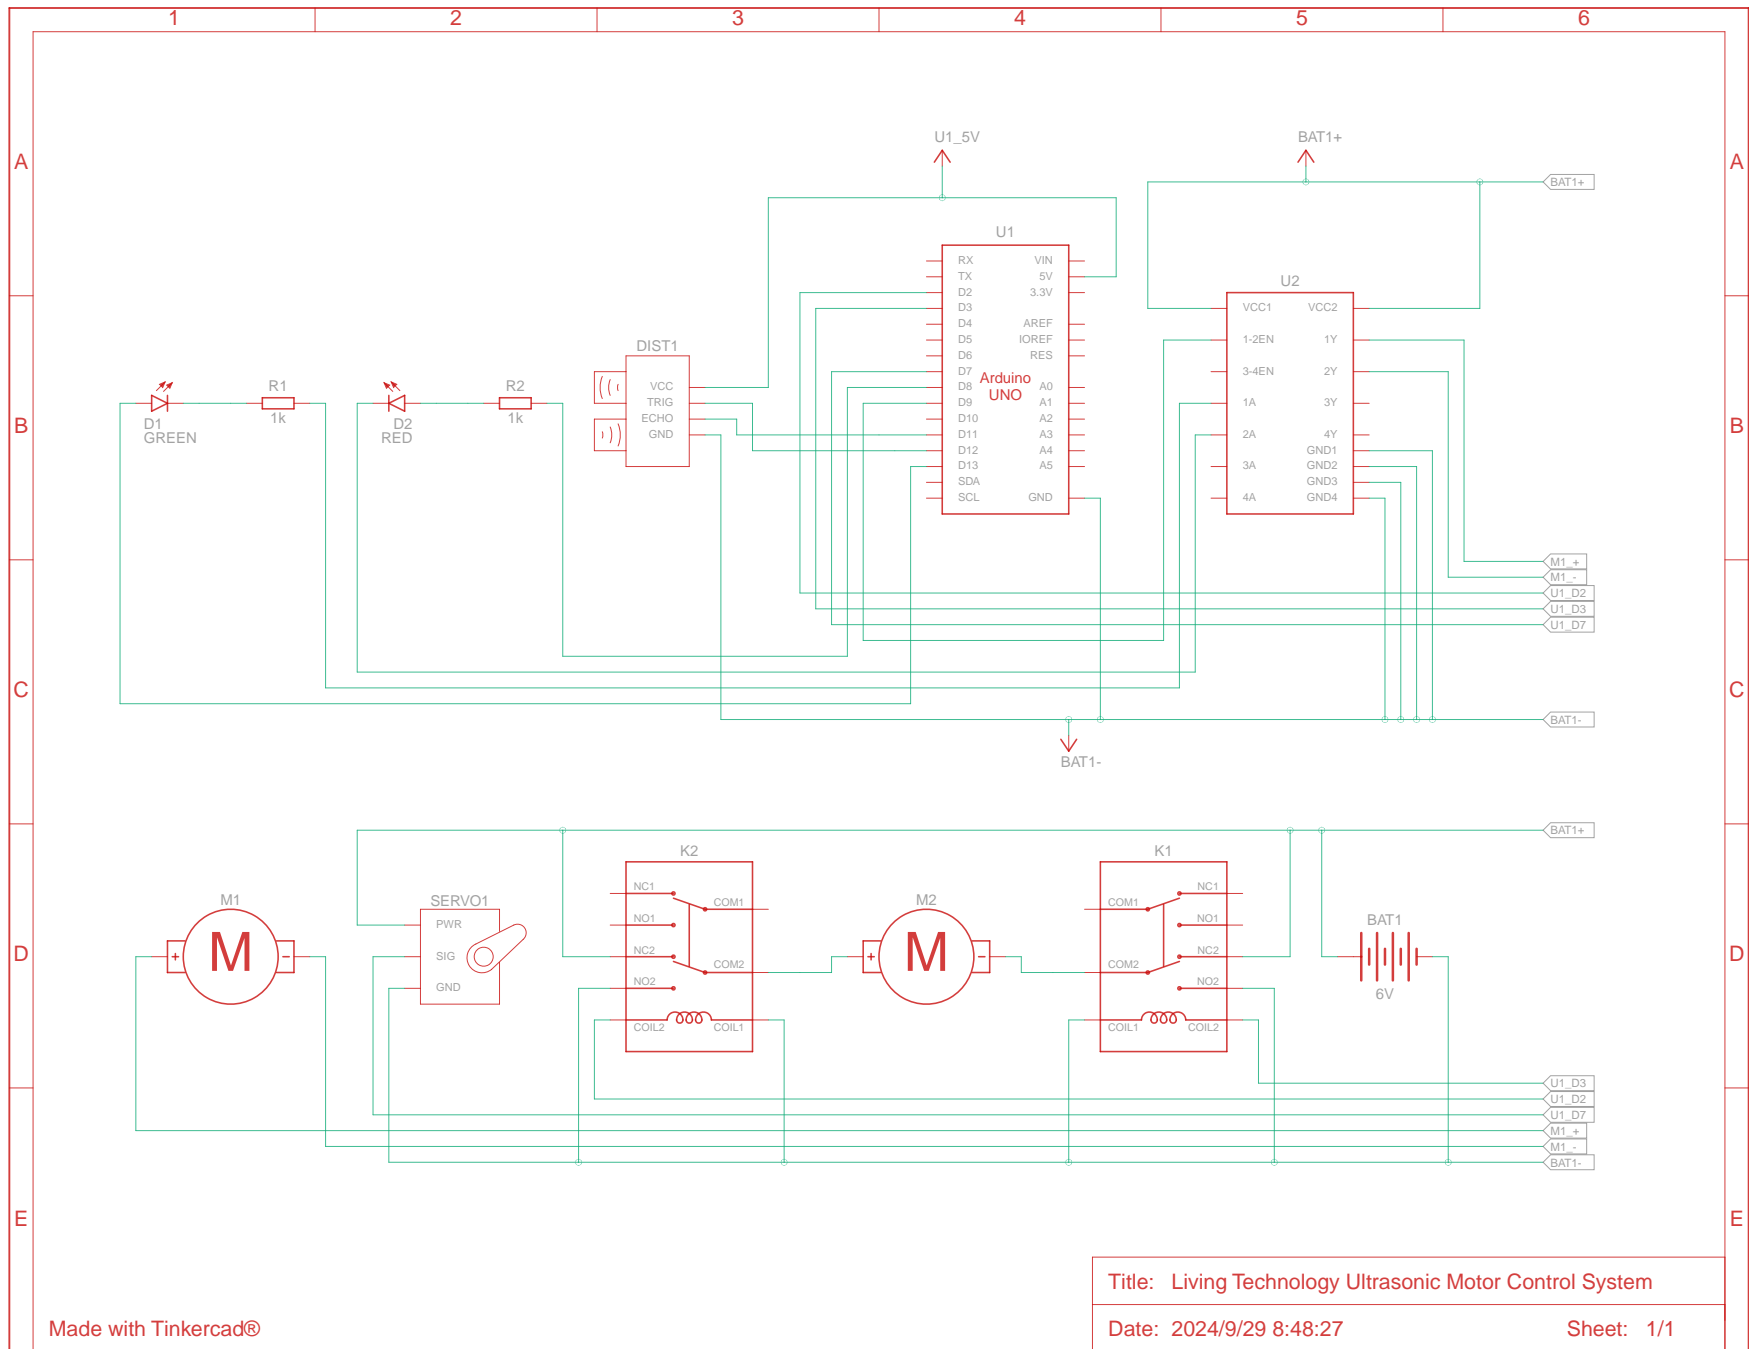 1 2 3 4 5 6
A A
U1_5V
BAT1+
BAT1+
U1
RX VIN
TX 5V
D2 3.3V
D3
D4 AREF
D5 IOREF
D6 RES
D7
D8 A0
D9 A1
D10 A2
D11 A3
D12 A4
D13 A5
SDA
SCL GND
Arduino
UNO
U2
VCC1 VCC2
1-2EN 1Y
3-4EN 2Y
1A 3Y
2A 4Y
GND1
3A GND2
GND3
4A GND4
B B
DIST1
VCC
TRIG
ECHO
GND
D1
GREEN
R1
1k
D2
RED
R2
1k
M1_+
M1_-
U1_D2
U1_D3
U1_D7
C C
BAT1-
BAT1-
BAT1+
D D
M1
+ M -
SERVO1
PWR
SIG
GND
K2
NC1
COM1
NO1
NC2
COM2
NO2
COIL2 COIL1
M2
+ M -
K1
NC1
COM1
NO1
NC2
COM2
NO2
COIL1 COIL2
BAT1
6V
U1_D3
U1_D2
U1_D7
M1_+
M1_-
BAT1-
E E
Title: Living Technology Ultrasonic Motor Control System
Made with Tinkercad®
Date: 2024/9/29 8:48:27 Sheet: 1/1